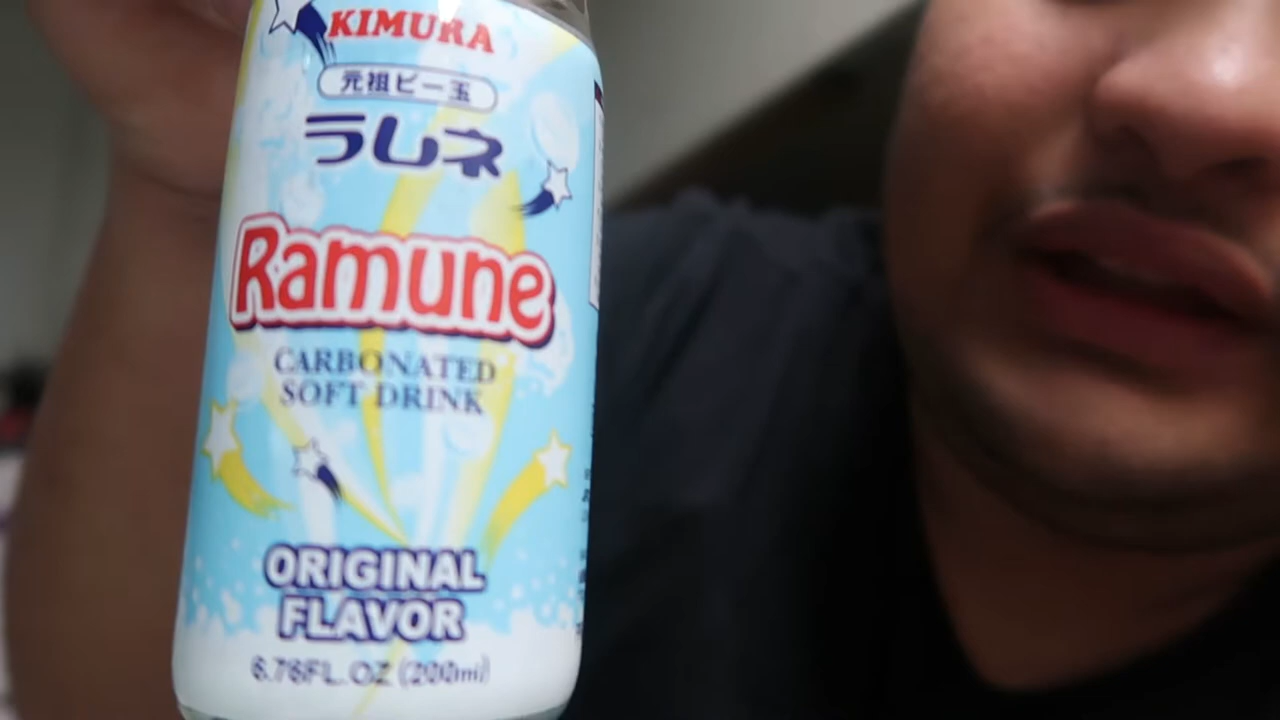 KIMURA
元祖ビー玉
ラムネ
Ramune
CARBONATED
SOFT DRINK
ORIGINAL
FLAVOR
6.76FL.OZ (200ml)